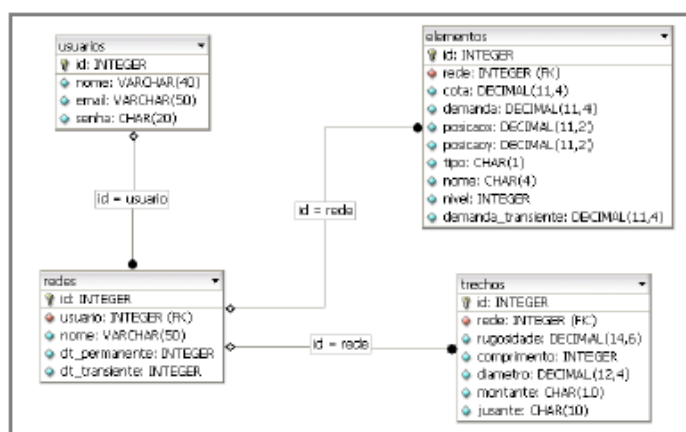 usuarios
id: INTEGER
nome: VARCHAR(40)
email: VARCHAR(50)
senha: CHAR(20)
id = usuario
redes
id: INTEGER
usuario: INTEGER (FK)
nome: VARCHAR(50)
dt_permanente: INTEGER
dt_transiente: INTEGER
id = rede
elementos
id: INTEGER
rede: INTEGER (FK)
cota: DECIMAL(11,4)
demanda: DECIMAL(11,4)
posicaox: DECIMAL(11,2)
posicaoy: DECIMAL(11,2)
tipo: CHAR(1)
nome: CHAR(4)
nivel: INTEGER
demanda_transiente: DECIMAL(11,4)
id = rede
trechos
id: INTEGER
rede: INTEGER (FK)
rugosidade: DECIMAL(14,6)
comprimento: INTEGER
diametro: DECIMAL(12,4)
montante: CHAR(10)
jusante: CHAR(10)